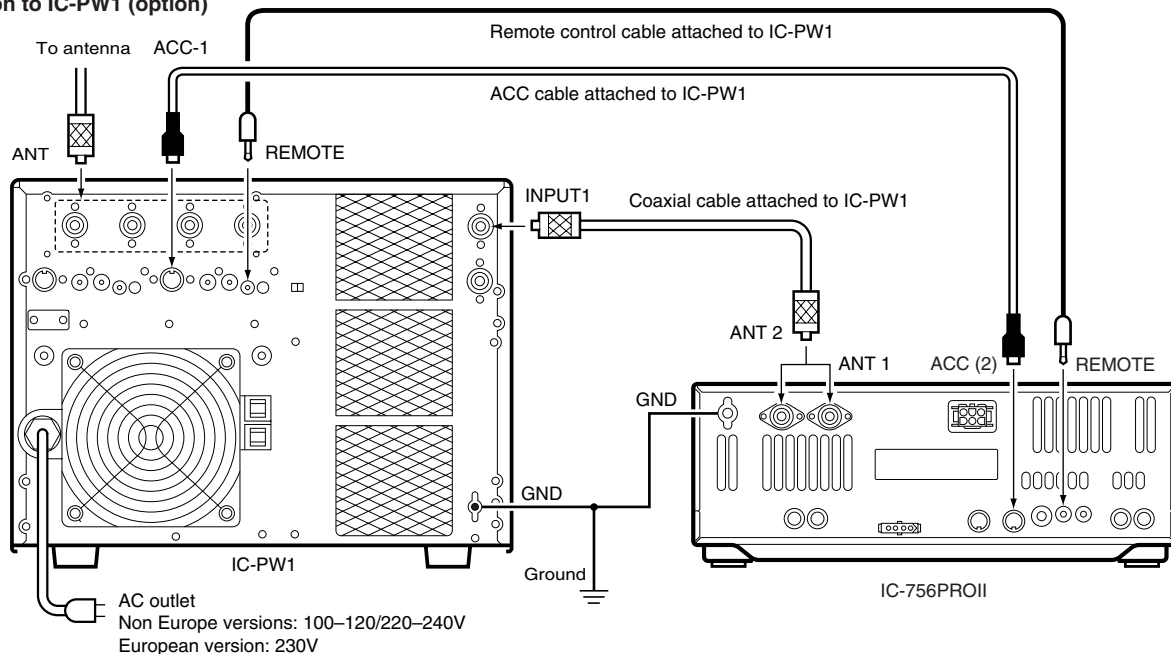 on to IC-PW1 (option)
Remote control cable attached to IC-PW1
To antenna
ACC-1
ACC cable attached to IC-PW1
ANT
REMOTE
INPUT1
Coaxial cable attached to IC-PW1
ANT 2
ANT 1
ACC (2)
REMOTE
GND
GND
IC-PW1
Ground
IC-756PROII
AC outlet
Non Europe versions: 100–120/220–240V
European version: 230V